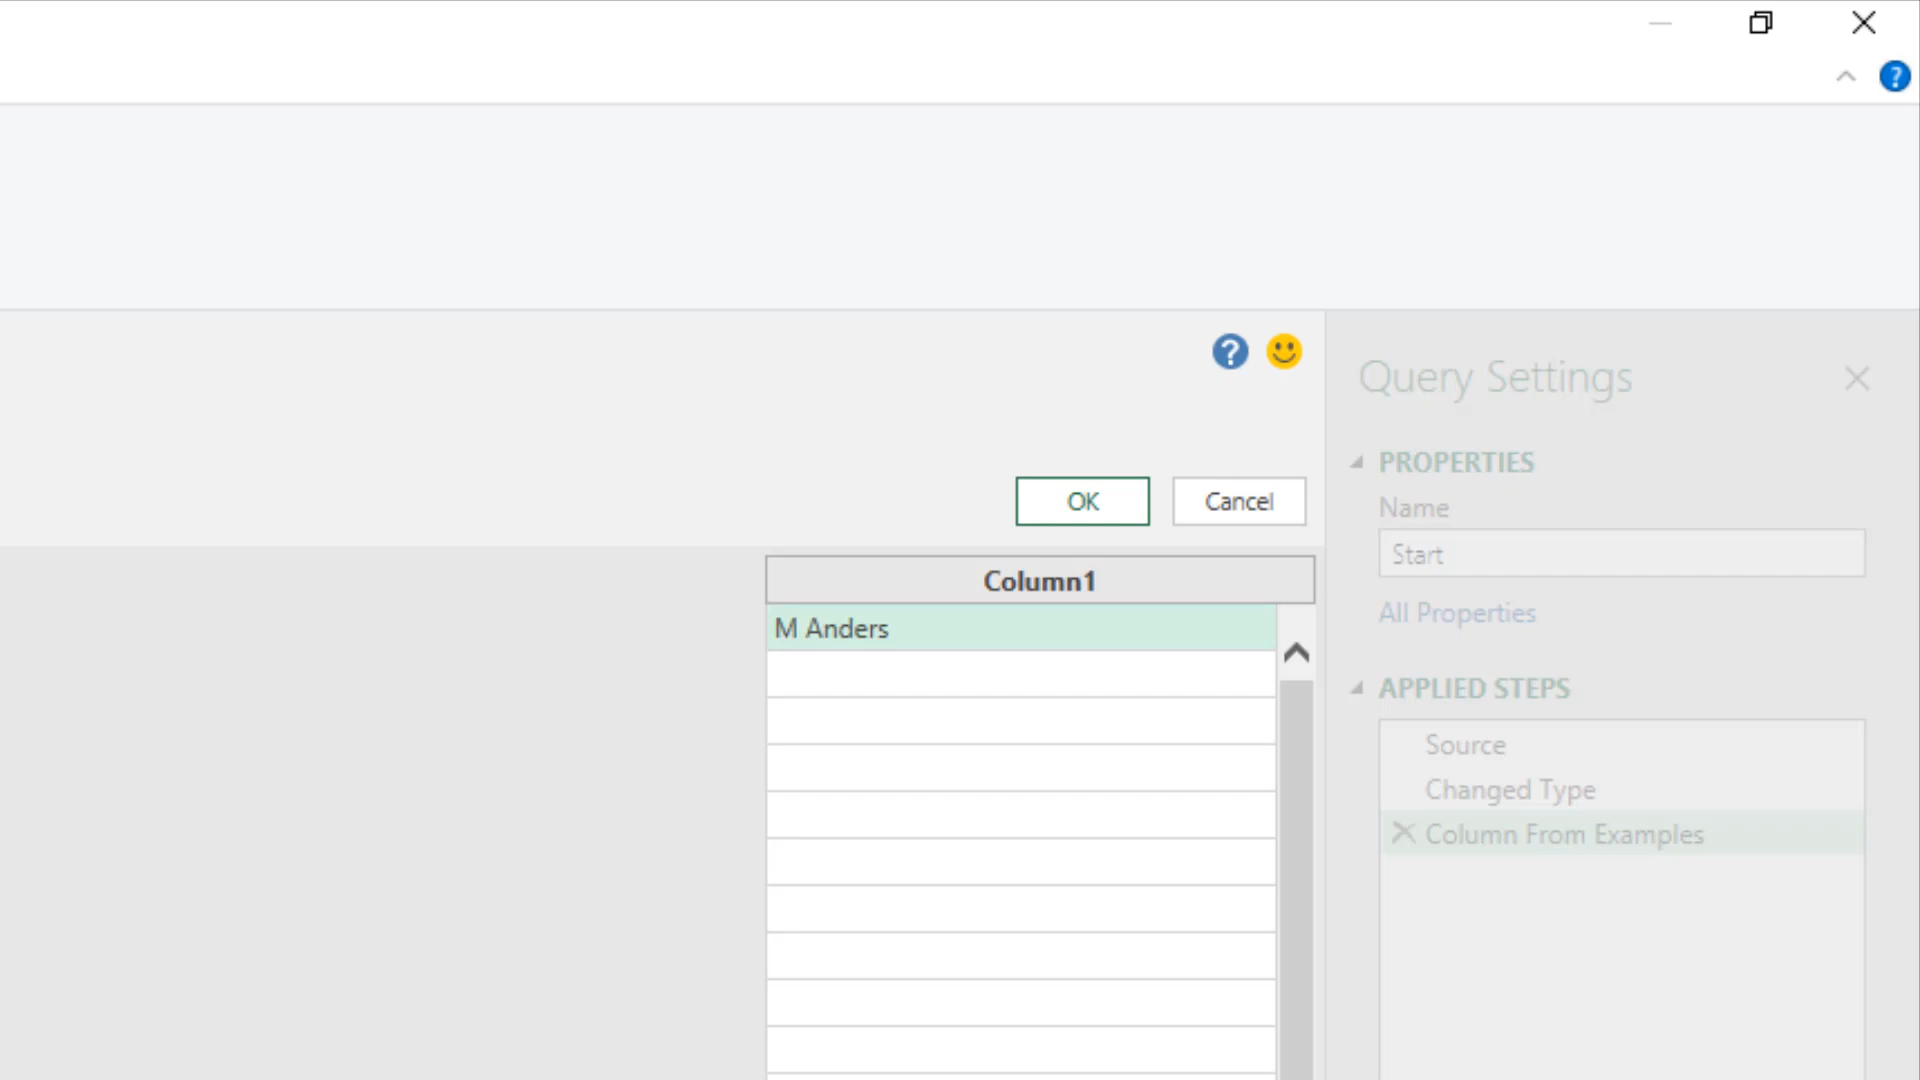 Query Settings
PROPERTIES
Name
Start
All Properties
APPLIED STEPS
Source
Changed Type
Column From Examples
OK
Cancel
Column1
M Anders